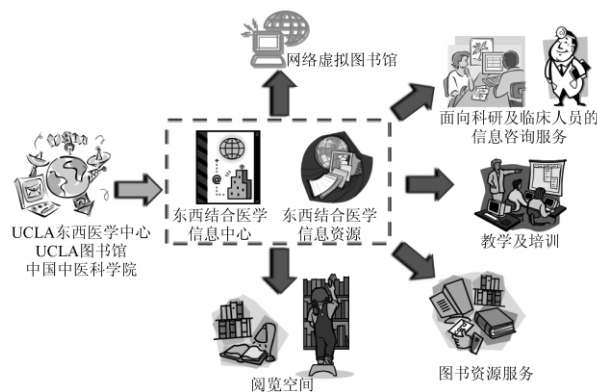 网络虚拟图书馆
面向科研及临床人员的
信息咨询服务
UCLA东西医学中心
UCLA图书馆
中国中医科学院
东西结合医学
信息中心
东西结合医学
信息资源
教学及培训
阅览空间
图书资源服务